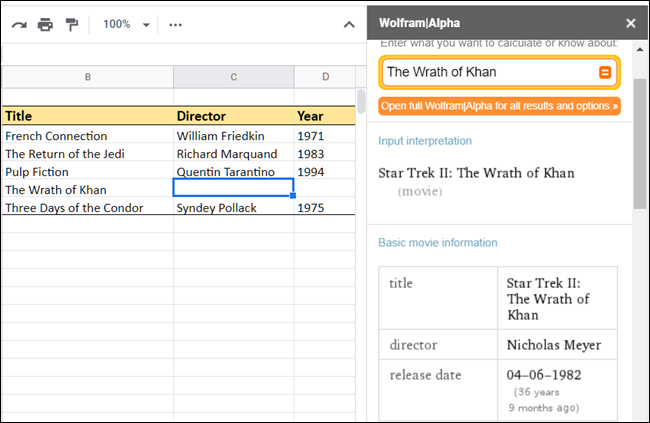 100%
B C D
Title Director Year
French Connection William Friedkin 1971
The Return of the Jedi Richard Marquand 1983
Pulp Fiction Quentin Tarantino 1994
The Wrath of Khan
Three Days of the Condor Syndey Pollack 1975
Wolfram|Alpha ×
Enter what you want to calculate or know about:
The Wrath of Khan
Open full Wolfram|Alpha for all results and options »
Input interpretation
Star Trek II: The Wrath of Khan
(movie)
Basic movie information
title Star Trek II:
The Wrath of
Khan
director Nicholas Meyer
release date 04–06–1982
(36 years
9 months ago)